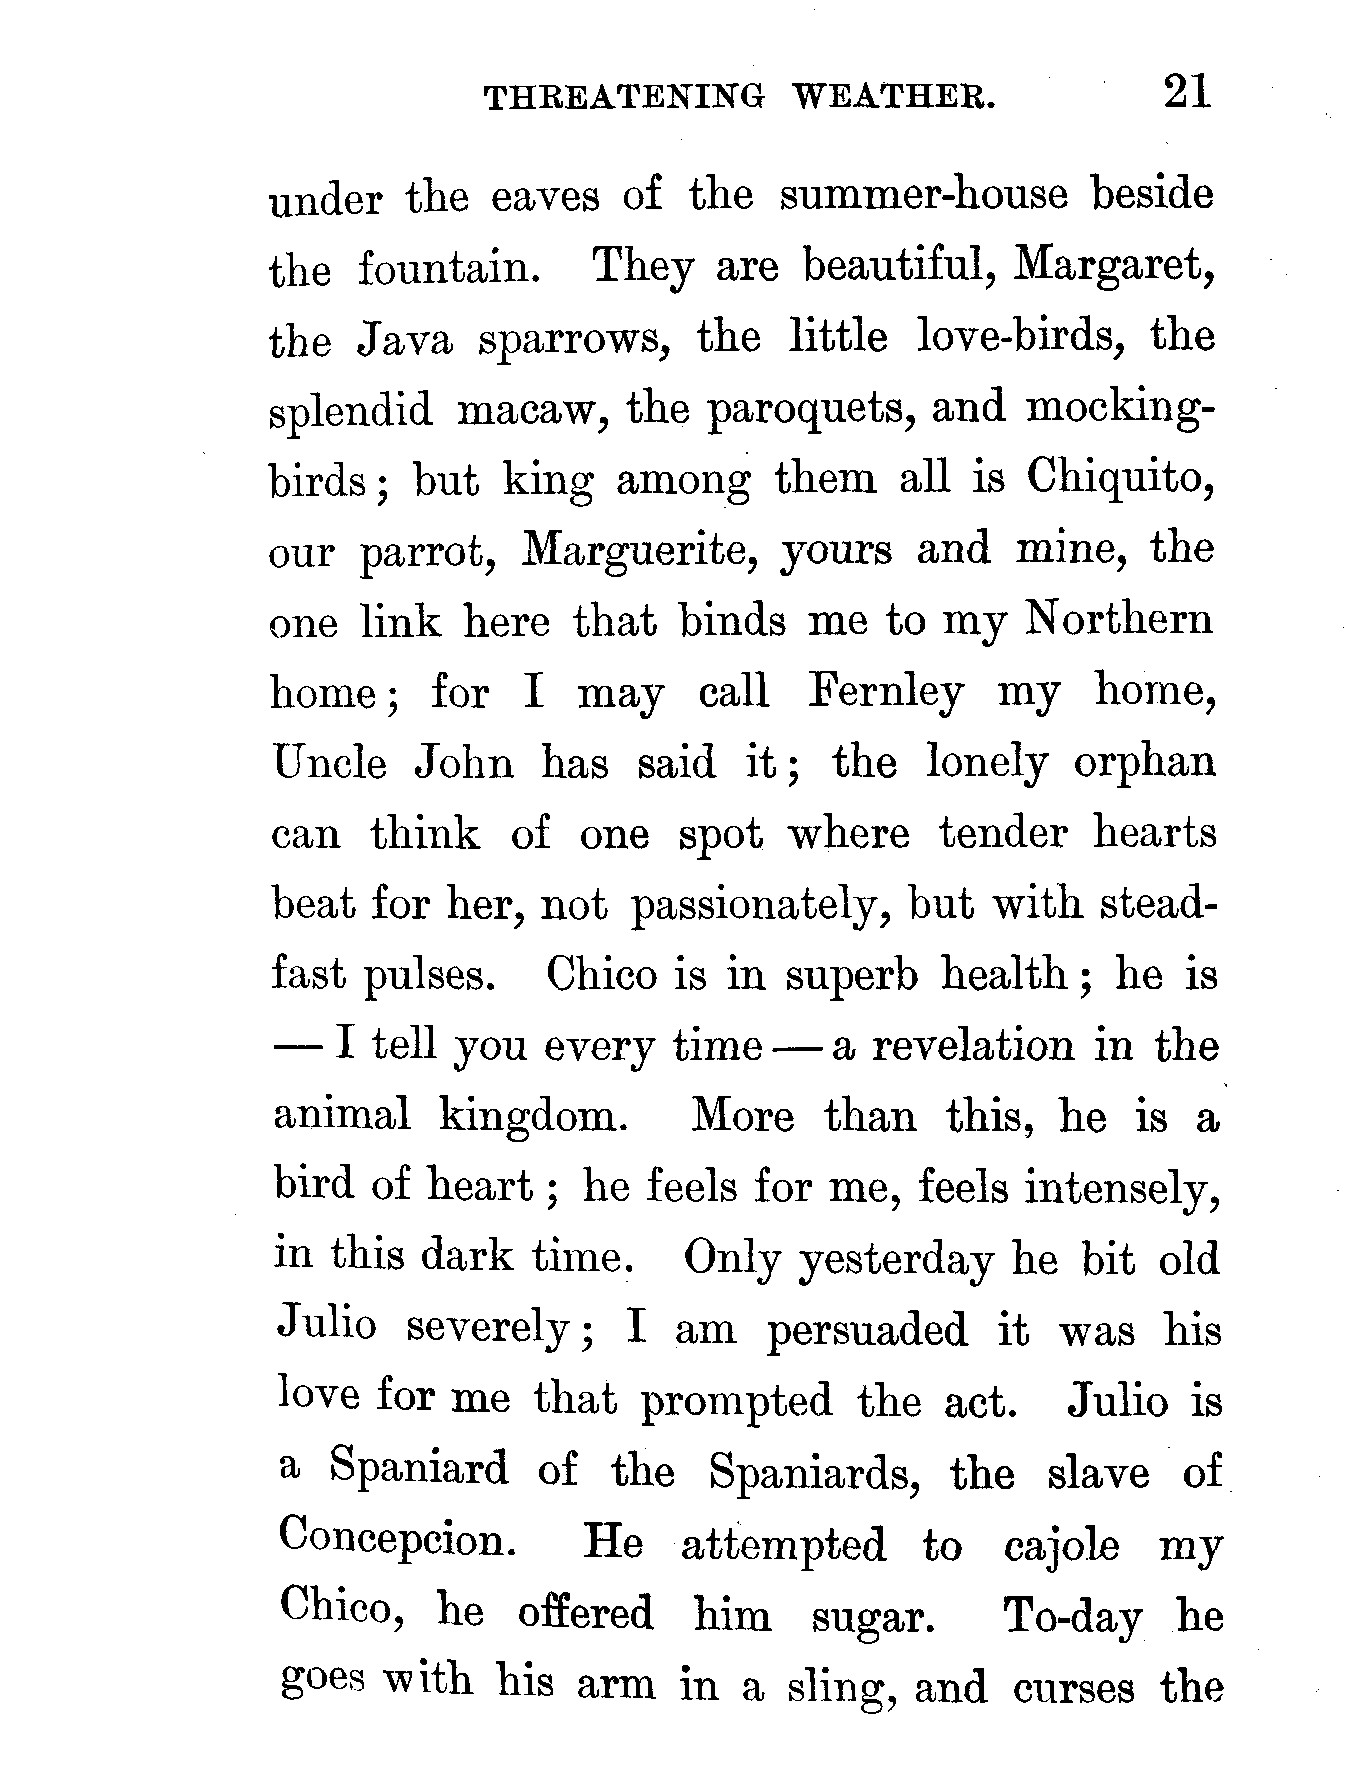 THREATENING WEATHER. 21
under the eaves of the summer-house beside
the fountain. They are beautiful, Margaret,
the Java sparrows, the little love-birds, the
splendid macaw, the paroquets, and mocking-
birds; but king among them all is Chiquito,
our parrot, Marguerite, yours and mine, the
one link here that binds me to my Northern
home; for I may call Fernley my home,
Uncle John has said it; the lonely orphan
can think of one spot where tender hearts
beat for her, not passionately, but with stead-
fast pulses. Chico is in superb health; he is
— I tell you every time — a revelation in the
animal kingdom. More than this, he is a
bird of heart; he feels for me, feels intensely,
in this dark time. Only yesterday he bit old
Julio severely; I am persuaded it was his
love for me that prompted the act. Julio is
a Spaniard of the Spaniards, the slave of
Concepcion. He attempted to cajole my
Chico, he offered him sugar. To-day he
goes with his arm in a sling, and curses the